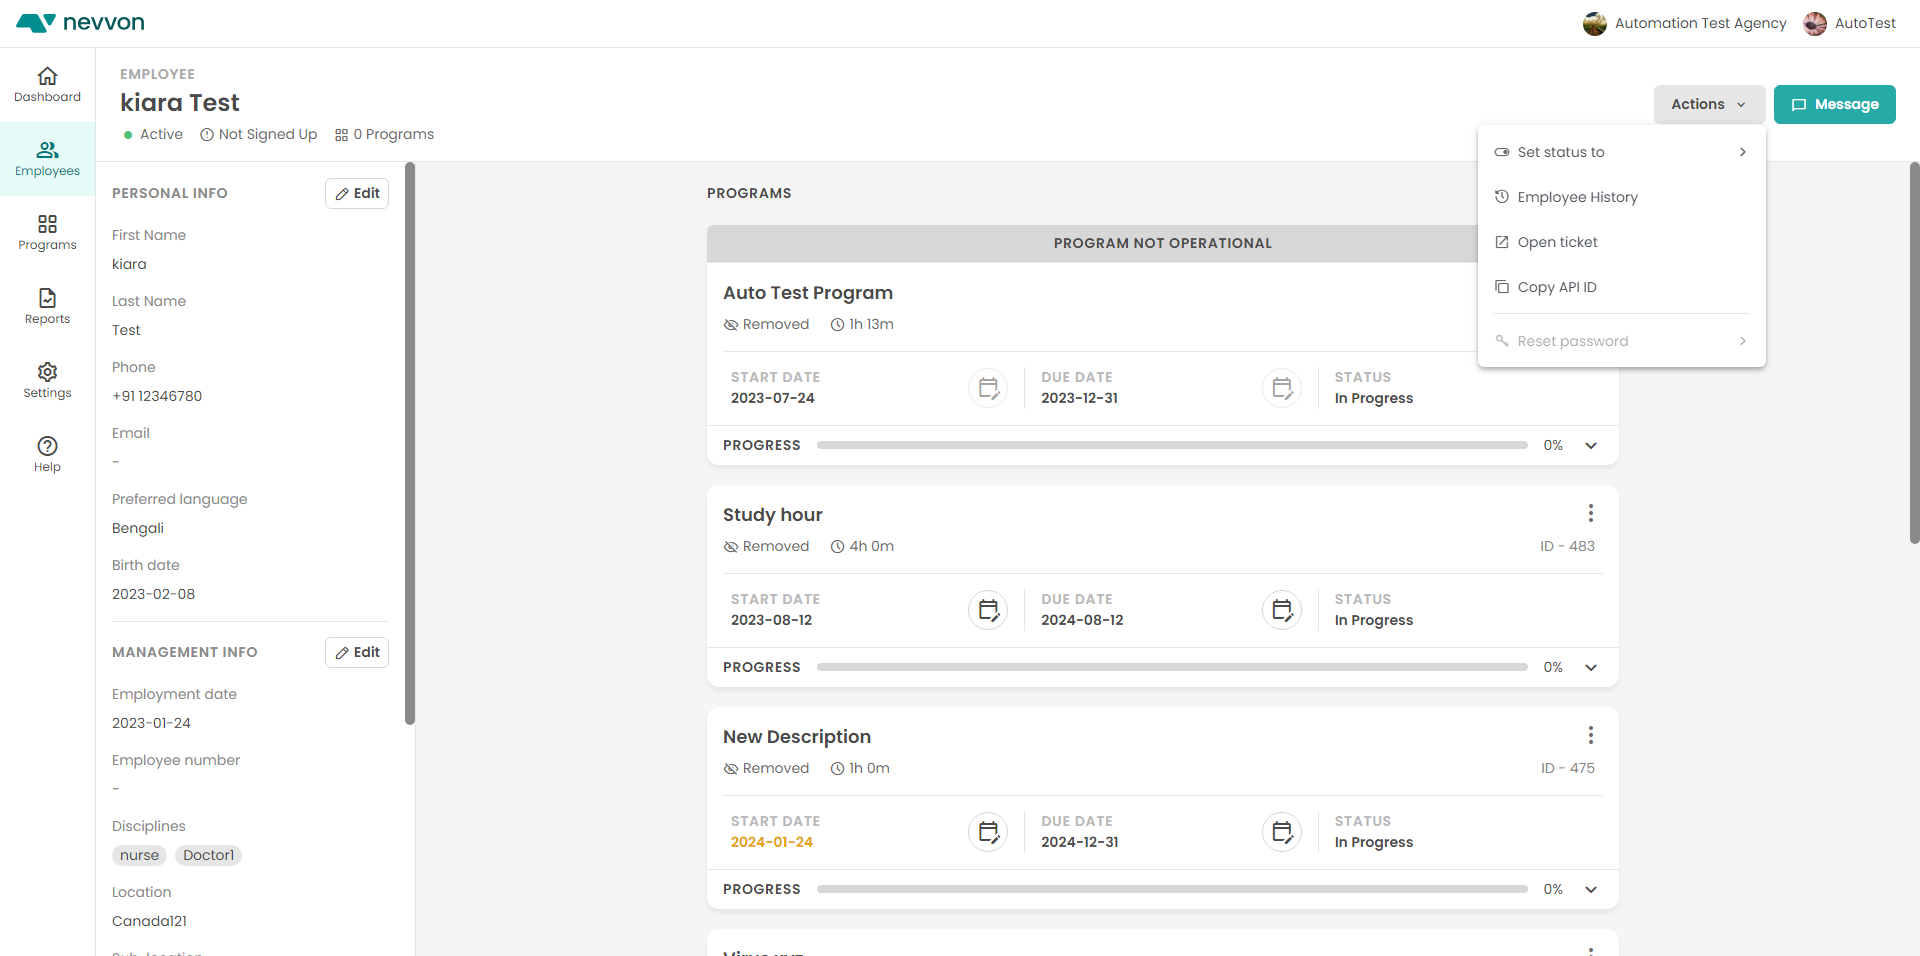 nevvon
Automation Test Agency
AutoTest
Dashboard
Employees
Programs
Reports
Settings
Help
EMPLOYEE
kiara Test
Active
Not Signed Up
0 Programs
Actions
Message
Set status to
Employee History
Open ticket
Copy API ID
Reset password
PERSONAL INFO
Edit
First Name
kiara
Last Name
Test
Phone
+91 12346780
Email
-
Preferred language
Bengali
Birth date
2023-02-08
MANAGEMENT INFO
Edit
Employment date
2023-01-24
Employee number
-
Disciplines
nurse Doctor1
Location
Canada121
PROGRAMS
PROGRAM NOT OPERATIONAL
Auto Test Program
Removed 1h 13m
START DATE
2023-07-24
DUE DATE
2023-12-31
STATUS
In Progress
PROGRESS 0%
Study hour
Removed 4h 0m
ID - 483
START DATE
2023-08-12
DUE DATE
2024-08-12
STATUS
In Progress
PROGRESS 0%
New Description
Removed 1h 0m
ID - 475
START DATE
2024-01-24
DUE DATE
2024-12-31
STATUS
In Progress
PROGRESS 0%